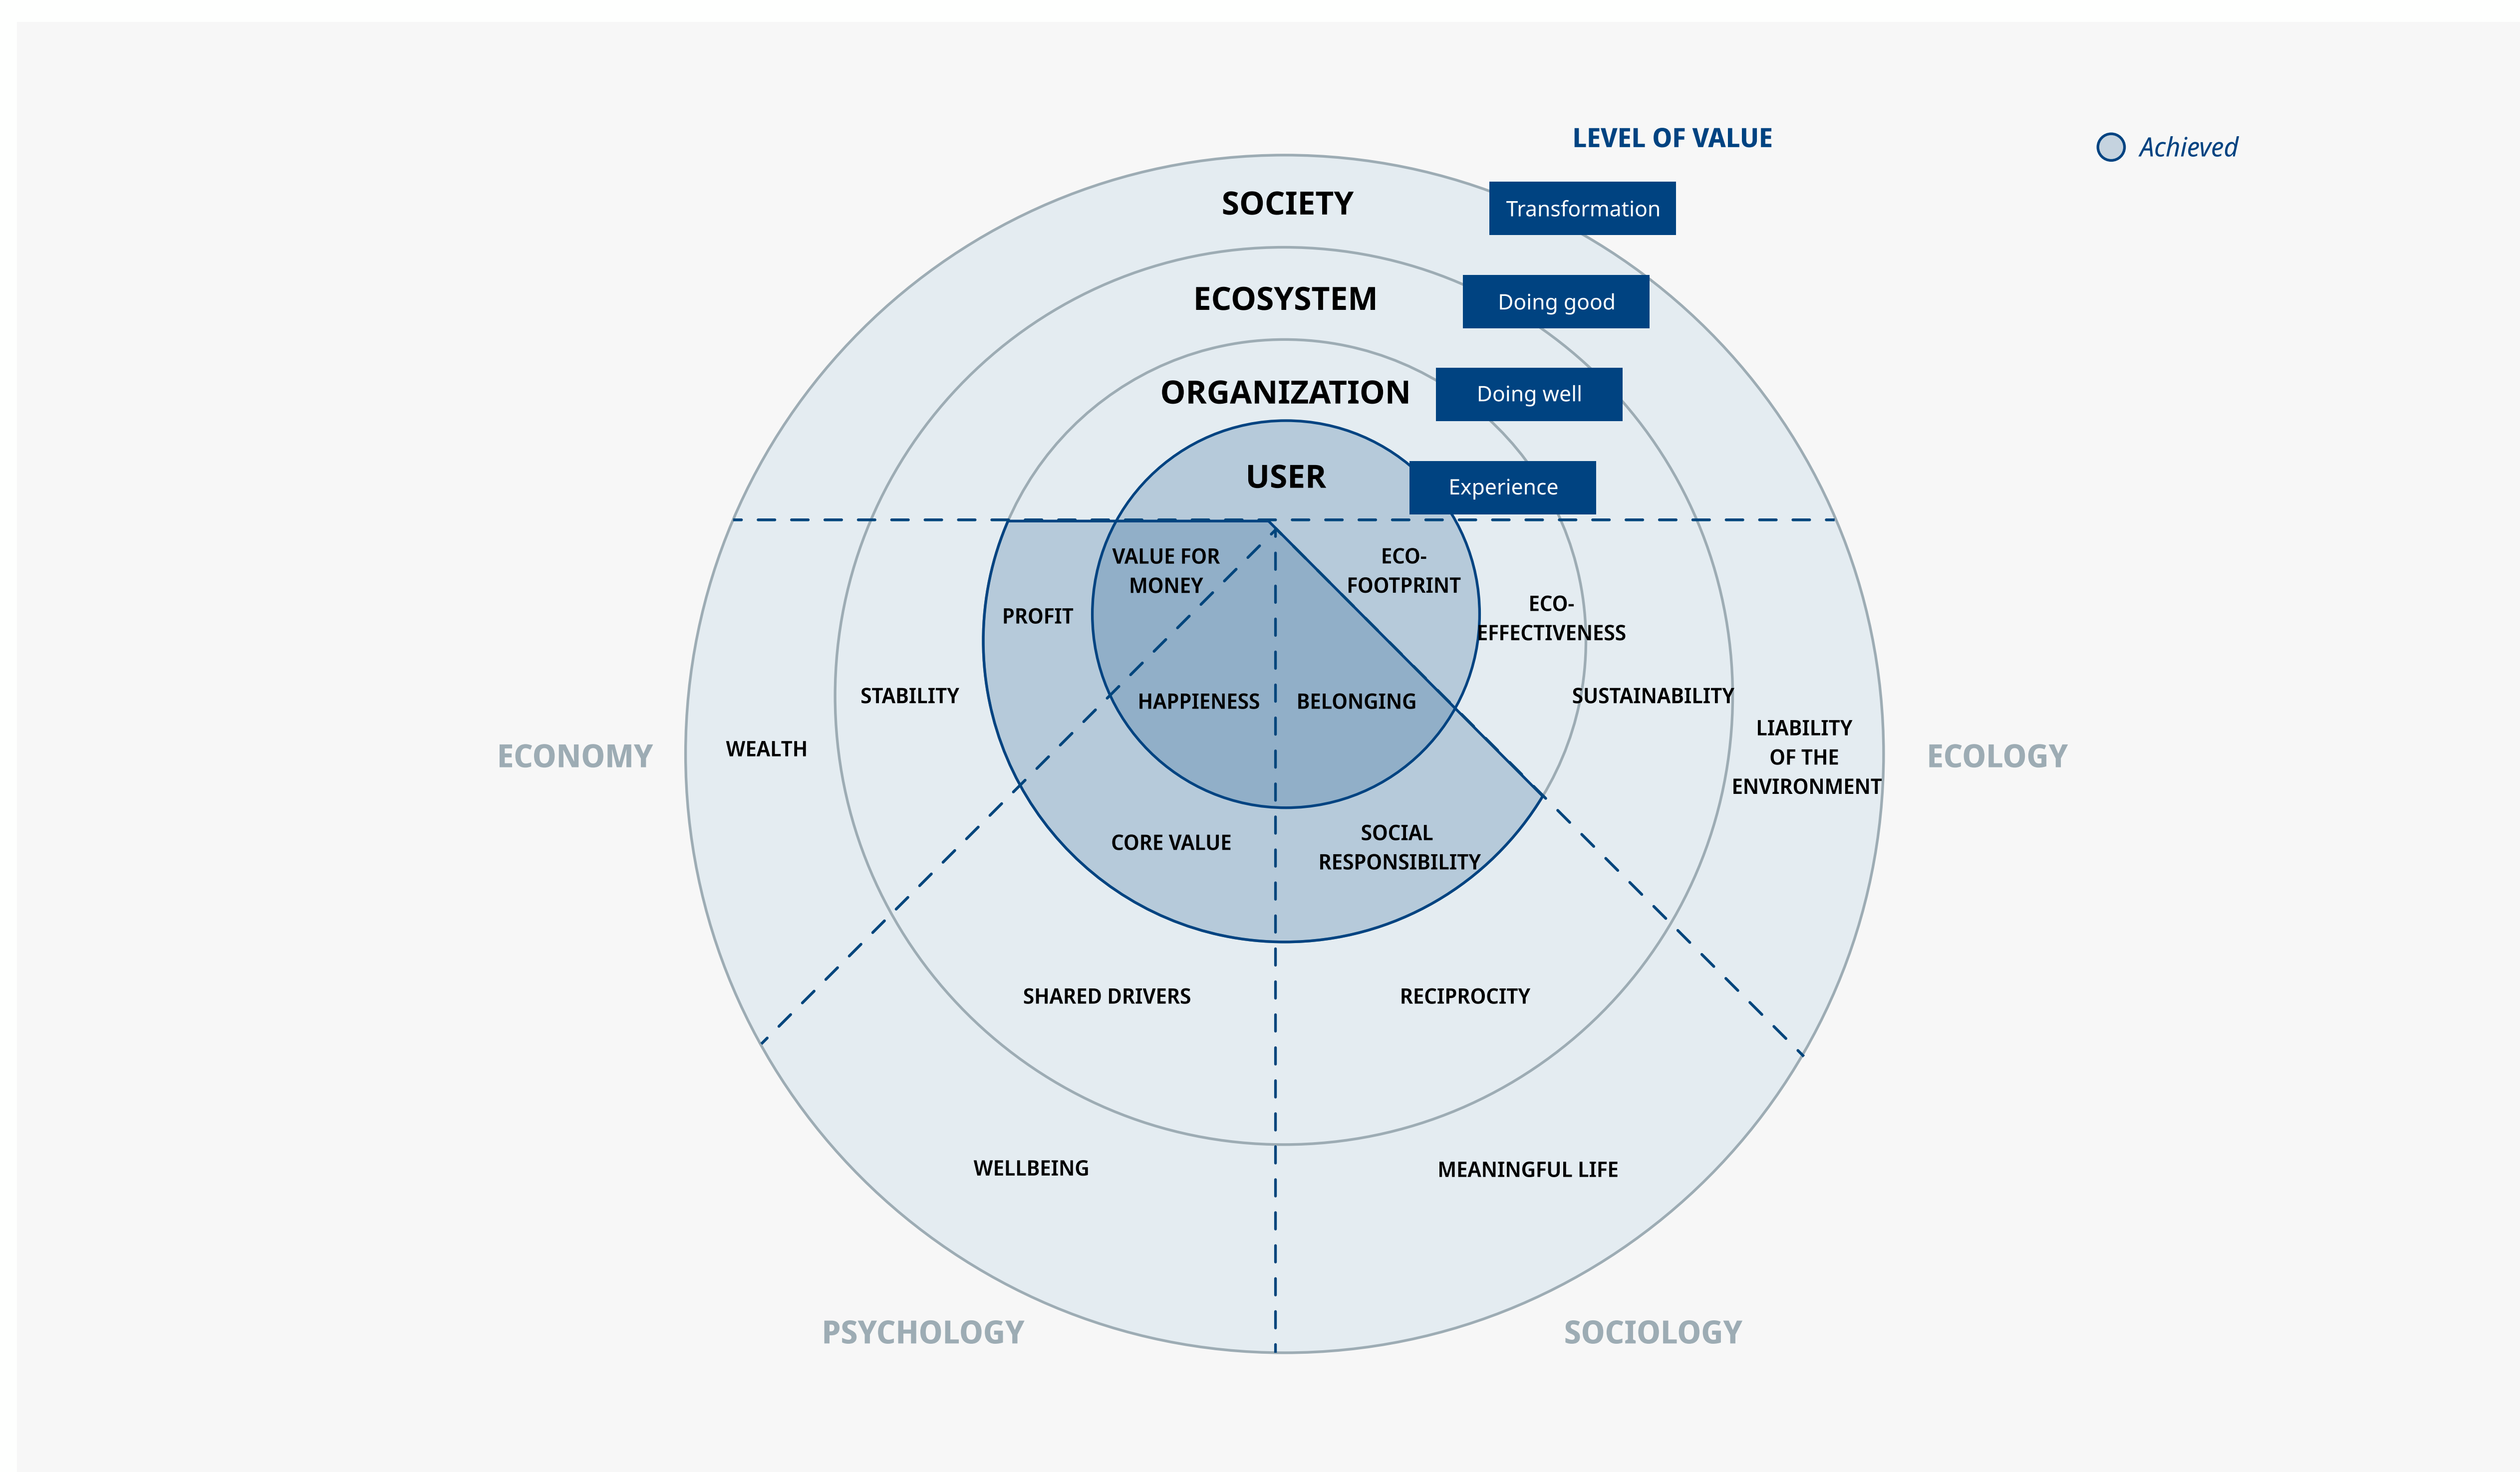 LEVEL OF VALUE
Achieved
SOCIETY
Transformation
ECOSYSTEM
Doing good
ORGANIZATION
Doing well
USER
Experience
VALUE FOR
MONEY
ECO-
FOOTPRINT
PROFIT
ECO-
EFFECTIVENESS
HAPPIENESS
BELONGING
STABILITY
SUSTAINABILITY
WEALTH
LIABILITY
OF THE
ENVIRONMENT
ECONOMY
ECOLOGY
CORE VALUE
SOCIAL
RESPONSIBILITY
SHARED DRIVERS
RECIPROCITY
WELLBEING
MEANINGFUL LIFE
PSYCHOLOGY
SOCIOLOGY